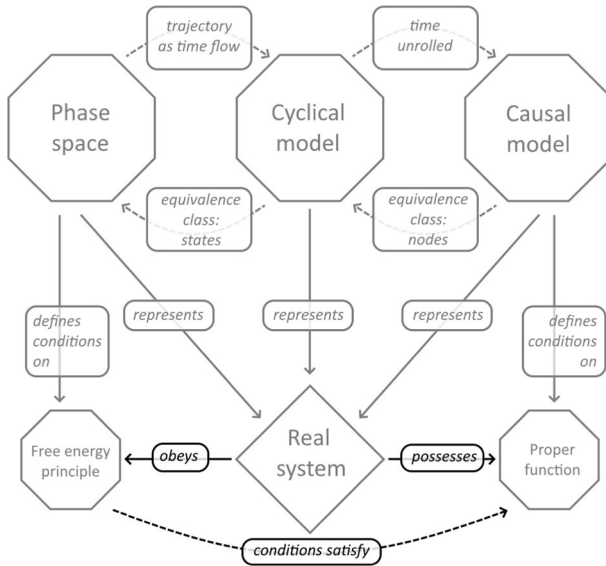 trajectory
as time flow
time
unrolled
Phase
space
Cyclical
model
Causal
model
equivalence
class:
states
equivalence
class:
nodes
defines
conditions
on
represents
represents
represents
defines
conditions
on
Free energy
principle
obeys
Real
system
possesses
Proper
function
conditions satisfy